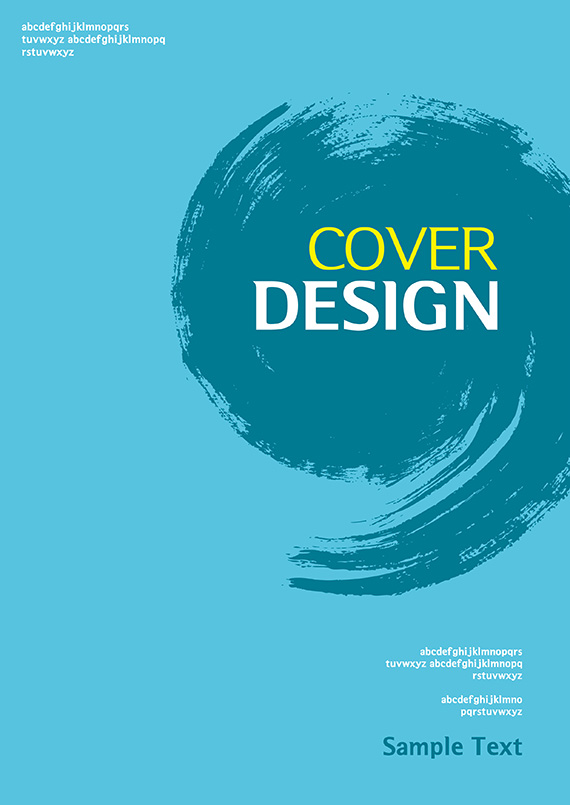 abcdefghijklmnopqrs
tuvwxyz abcdefghijklmnopq
rstuvwxyz
COVER
DESIGN
abcdefghijklmnopqrs
tuvwxyz abcdefghijklmnopq
rstuvwxyz
abcdefghijklmno
pqrstuvwxyz
Sample Text